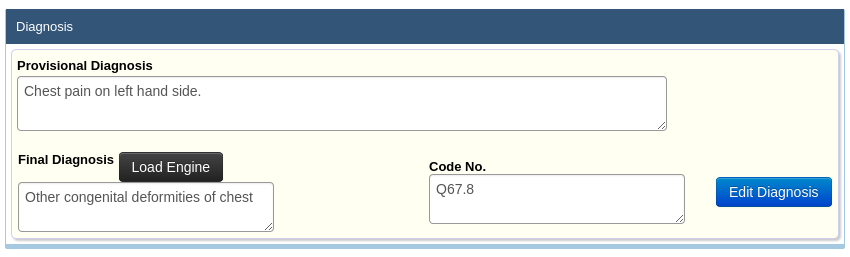 Diagnosis
Provisional Diagnosis
Chest pain on left hand side.
Final Diagnosis
Load Engine
Code No.
Other congenital deformities of chest
Q67.8
Edit Diagnosis